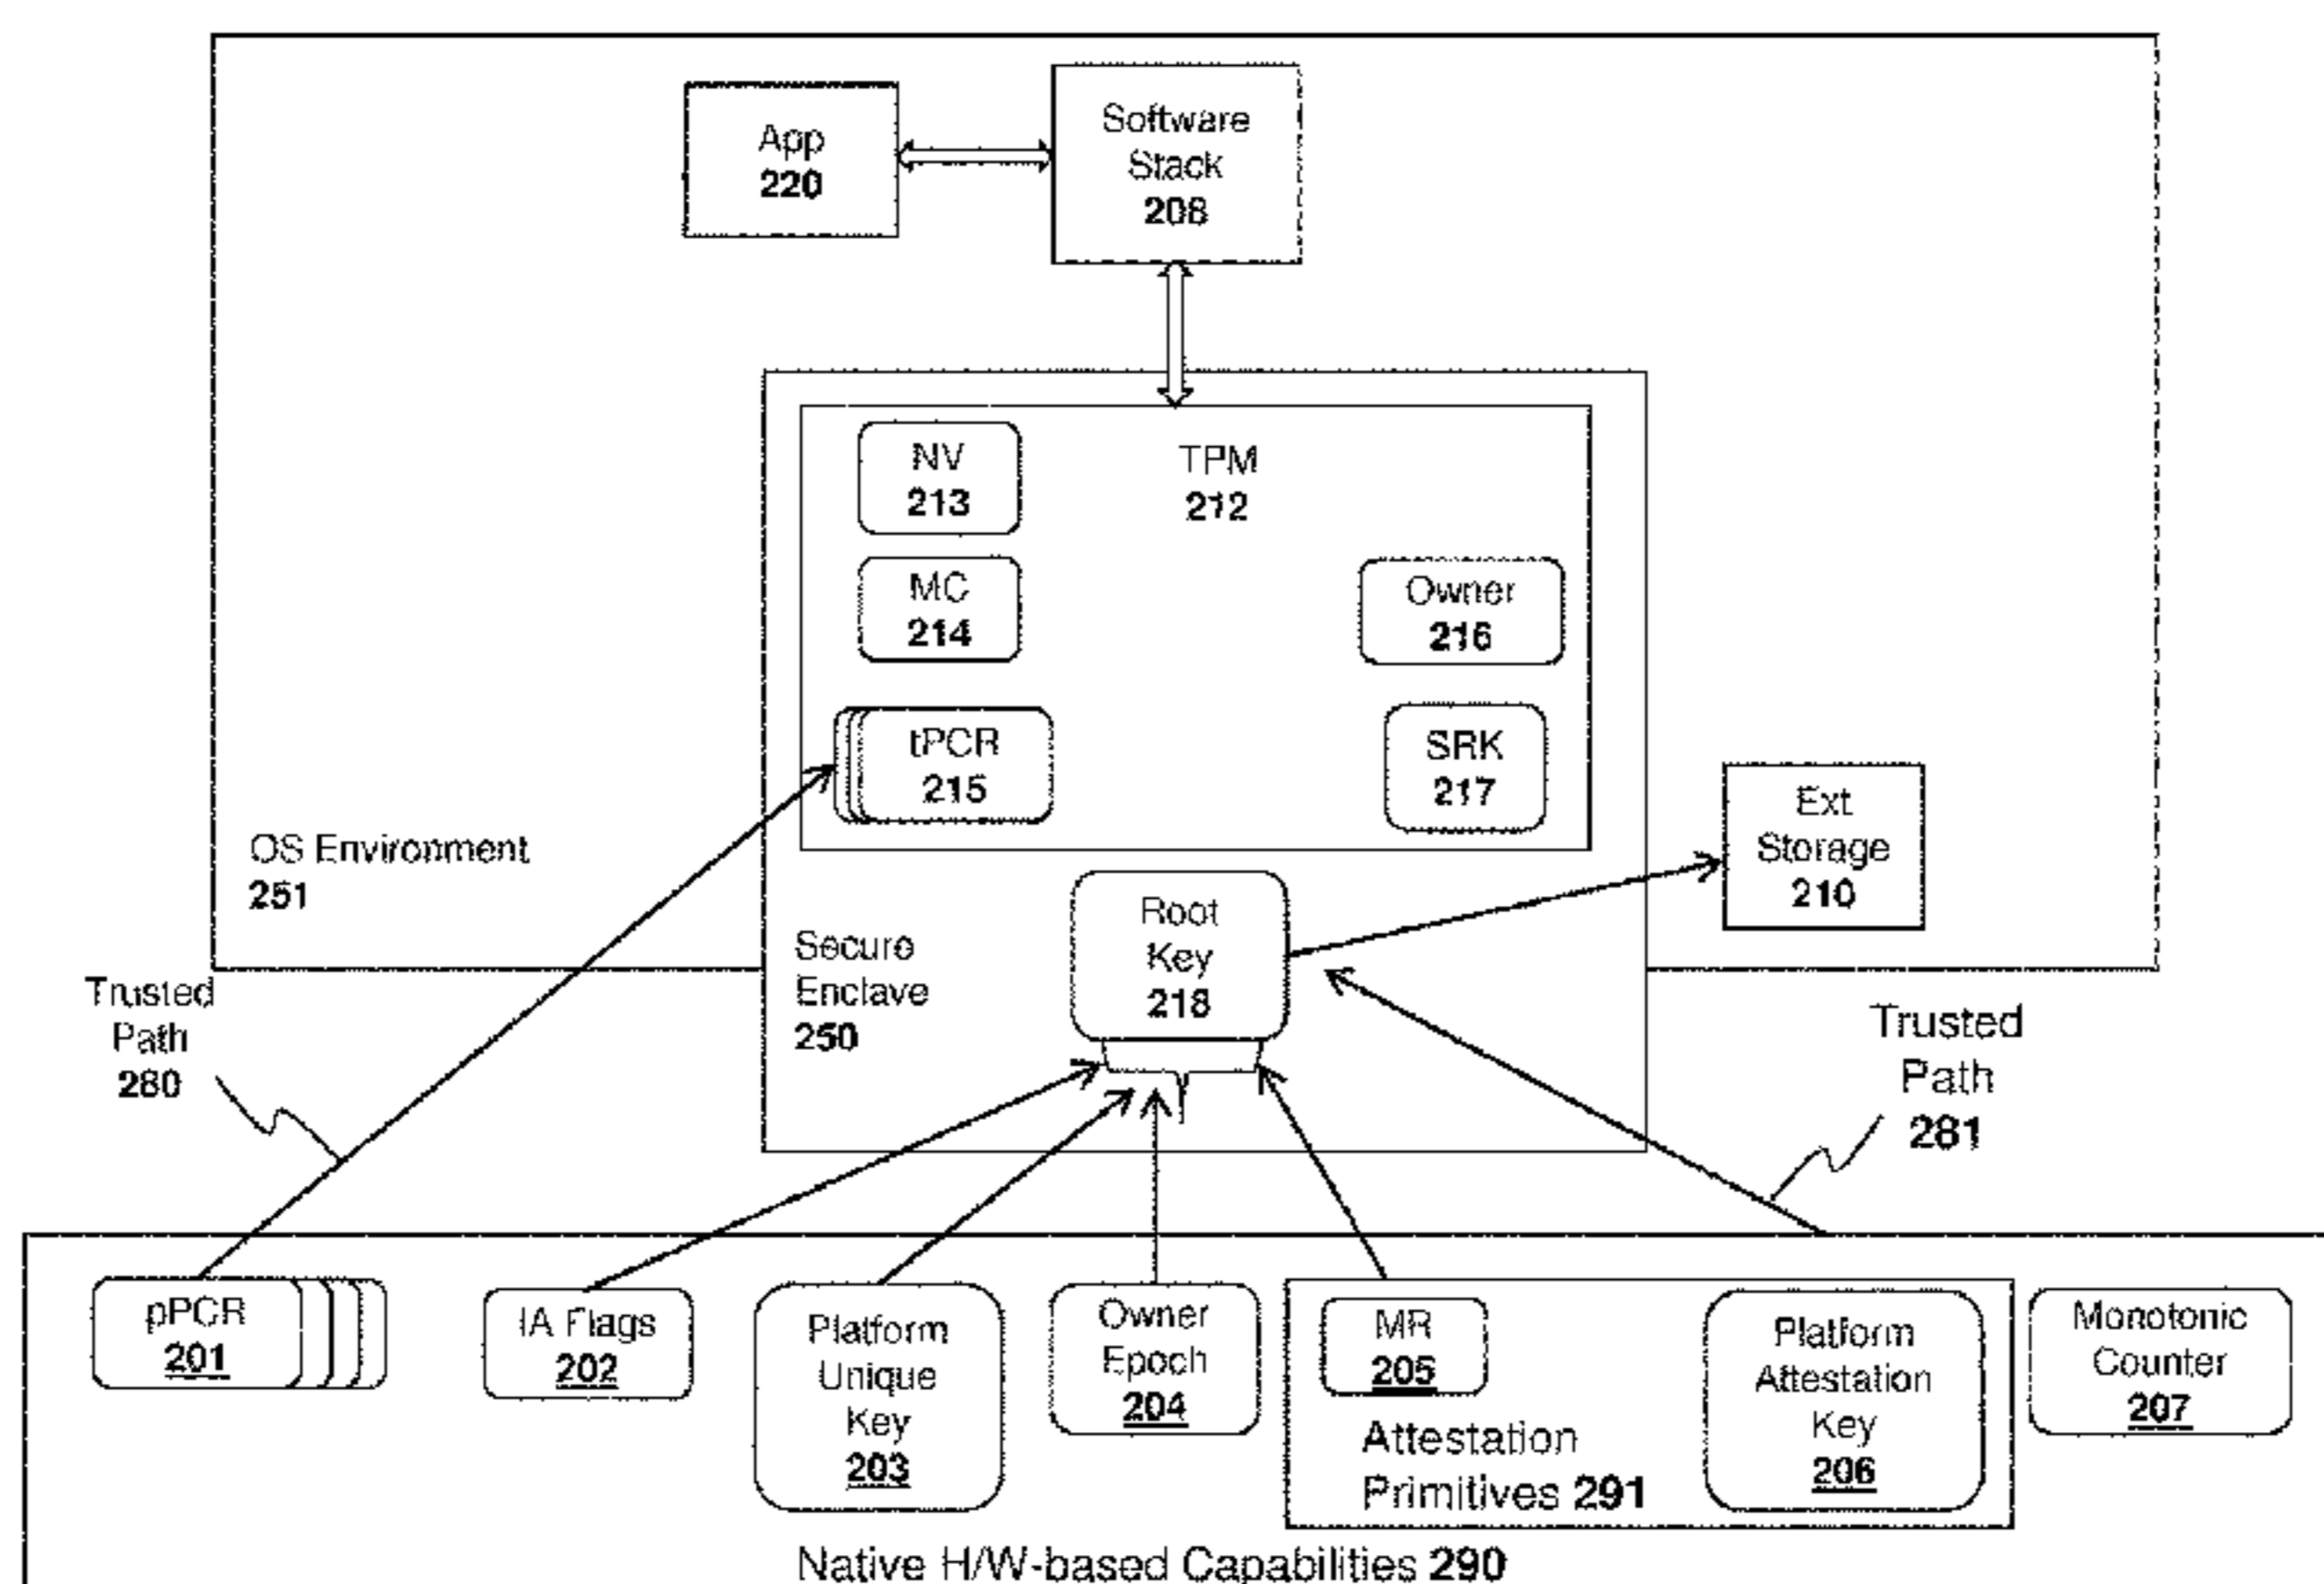 App
220
Software
Stack
208
NV
213
TPM
212
MC
214
Owner
216
tPCR
215
SRK
217
Ext
Storage
210
OS Environment
251
Root
Key
218
Secure
Enclave
250
Trusted
Path
280
Trusted
Path
281
pPCR
201
IA Flags
202
Platform
Unique
Key
203
Owner
Epoch
204
MR
205
Attestation
Primitives 291
Platform
Attestation
Key
206
Monotonic
Counter
207
Native H/W-based Capabilities 290